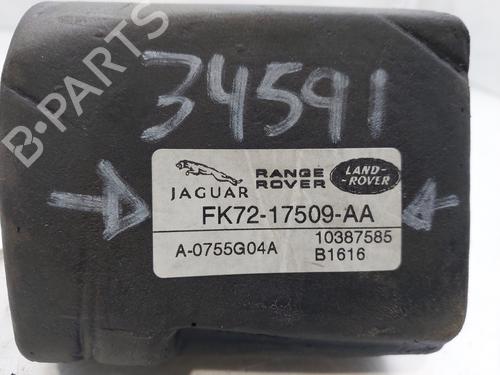 34591
B-PARTS
JAGUAR
RANGE ROVER
LAND-ROVER
FK72-17509-AA
A-0755G04A
10387585
B1616